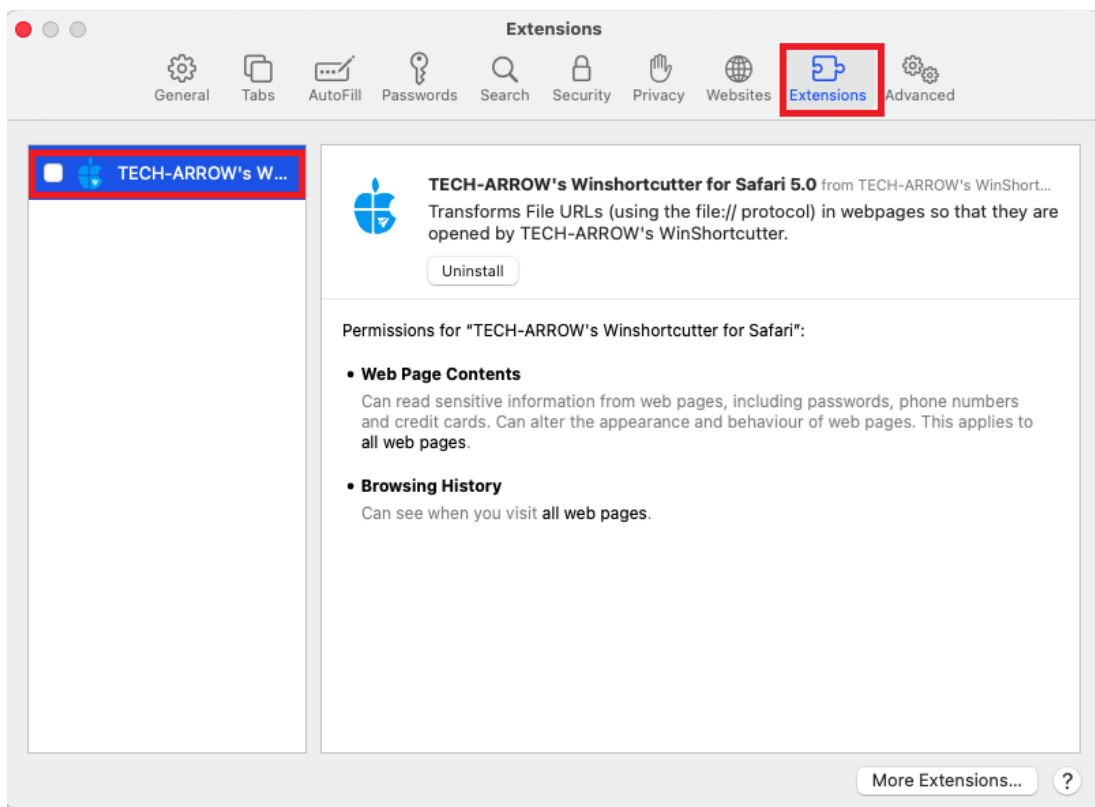 Extensions
General
Tabs
AutoFill
Passwords
Search
Security
Privacy
Websites
Extensions
Advanced
TECH-ARROW's W...
TECH-ARROW's Winshortcutter for Safari 5.0 from TECH-ARROW's WinShort...
Transforms File URLs (using the file:// protocol) in webpages so that they are
opened by TECH-ARROW's WinShortcutter.
Uninstall
Permissions for “TECH-ARROW's Winshortcutter for Safari”:
• Web Page Contents
Can read sensitive information from web pages, including passwords, phone numbers
and credit cards. Can alter the appearance and behaviour of web pages. This applies to
all web pages.
• Browsing History
Can see when you visit all web pages.
More Extensions...
?